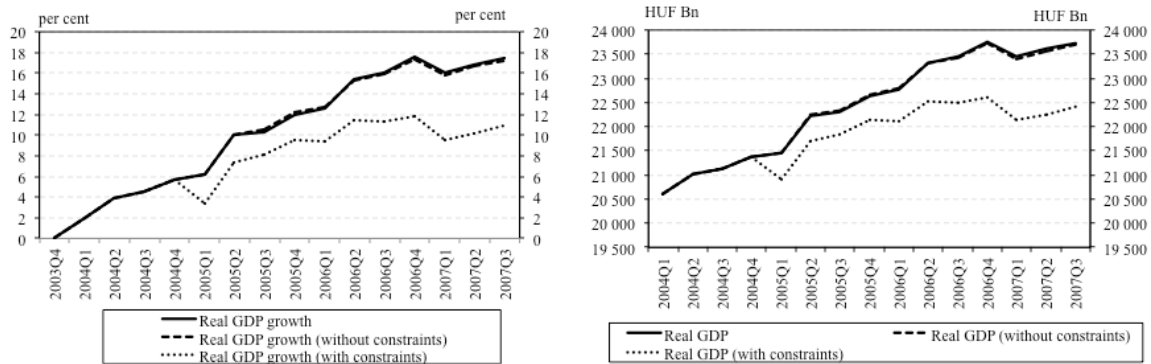 per cent
per cent
20
18
16
14
12
10
8
6
4
2
0
20
18
16
14
12
10
8
6
4
2
0
2003Q4
2004Q1
2004Q2
2004Q3
2004Q4
2005Q1
2005Q2
2005Q3
2005Q4
2006Q1
2006Q2
2006Q3
2006Q4
2007Q1
2007Q2
2007Q3
Real GDP growth
Real GDP growth (without constraints)
Real GDP growth (with constraints)
HUF Bn
HUF Bn
24 000
23 500
23 000
22 500
22 000
21 500
21 000
20 500
20 000
19 500
24 000
23 500
23 000
22 500
22 000
21 500
21 000
20 500
20 000
19 500
2004Q1
2004Q2
2004Q3
2004Q4
2005Q1
2005Q2
2005Q3
2005Q4
2006Q1
2006Q2
2006Q3
2006Q4
2007Q1
2007Q2
2007Q3
Real GDP
Real GDP (without constraints)
Real GDP (with constraints)